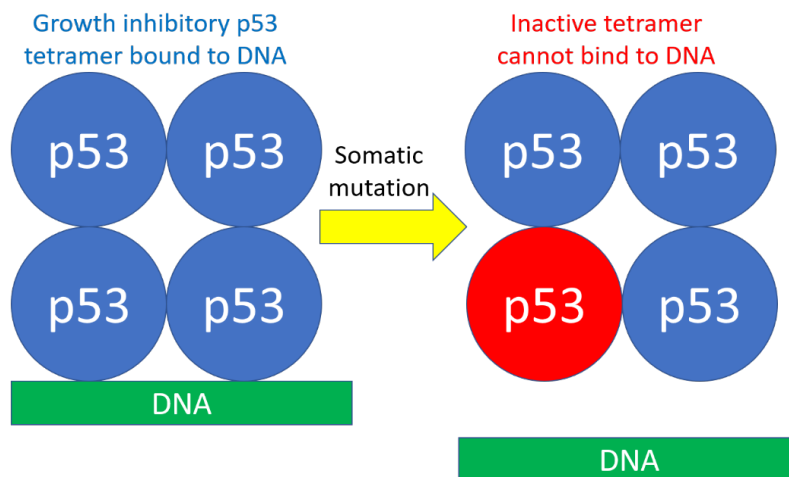 Growth inhibitory p53
tetramer bound to DNA
Inactive tetramer
cannot bind to DNA
p53 p53
p53 p53
DNA
Somatic
mutation
p53 p53
p53 p53
DNA